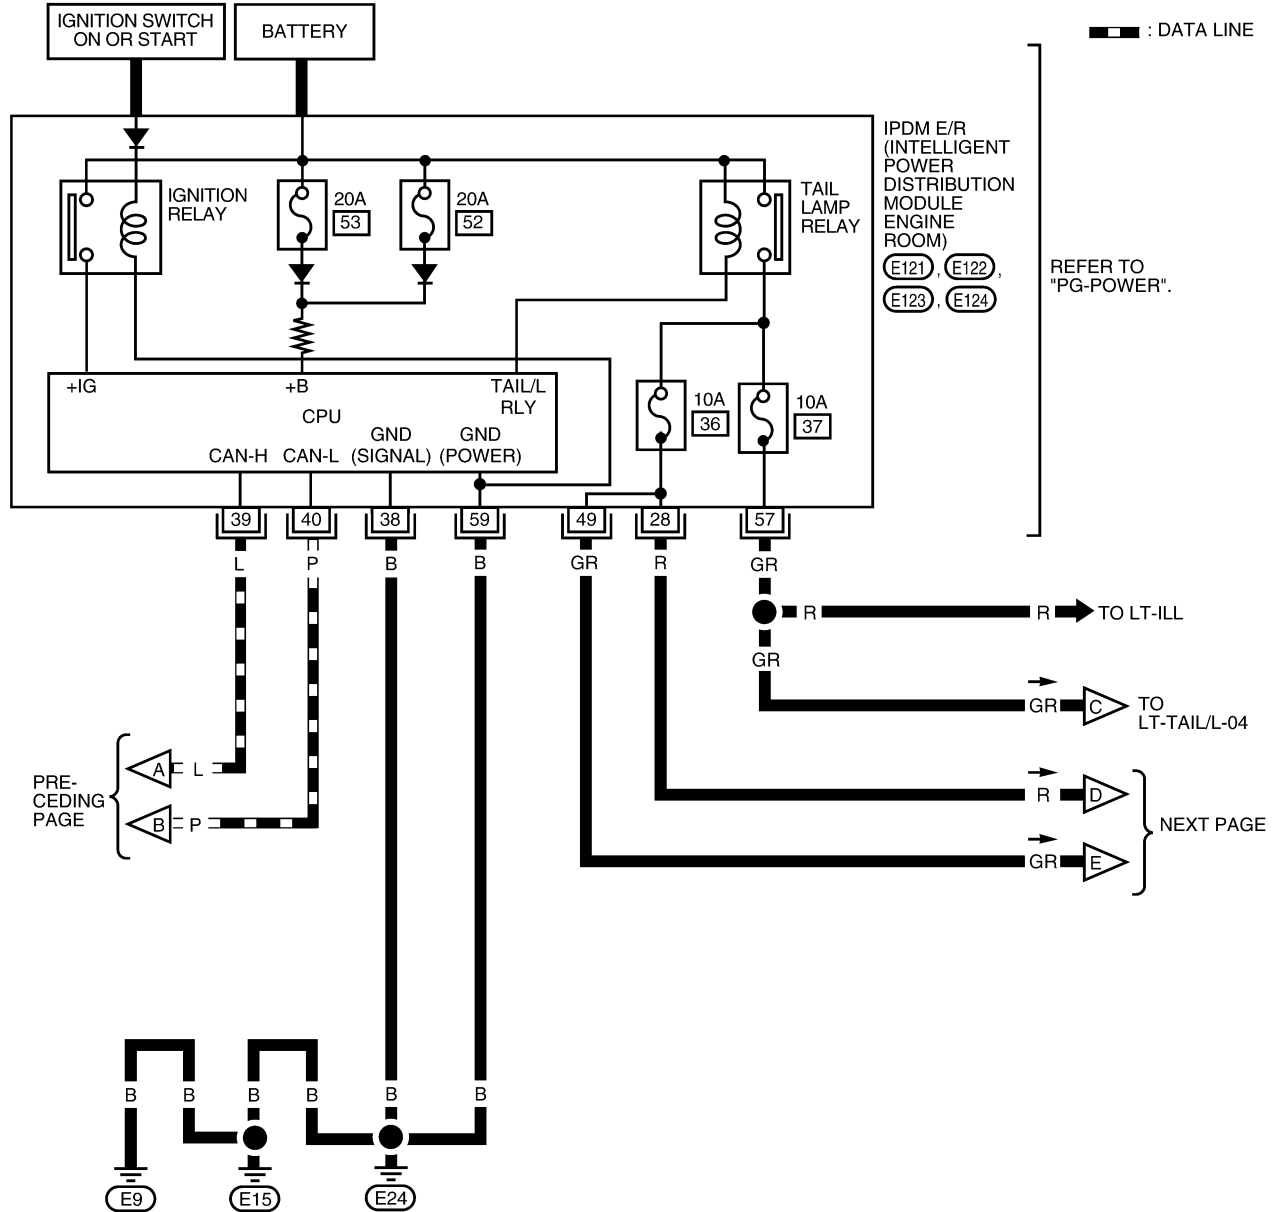 IGNITION SWITCH
ON OR START
BATTERY
: DATA LINE
IPDM E/R
(INTELLIGENT
POWER
DISTRIBUTION
MODULE
ENGINE
ROOM)
E121 , E122 ,
E123 , E124
REFER TO
"PG-POWER".
IGNITION
RELAY
20A
53
20A
52
TAIL
LAMP
RELAY
+IG
+B
TAIL/L
RLY
CPU
10A
36
10A
37
CAN-H
CAN-L
GND
(SIGNAL)
GND
(POWER)
39
40
38
59
49
28
57
L
P
B
B
GR
R
GR
R
R
TO LT-ILL
GR
GR
C
TO
LT-TAIL/L-04
PRE-
CEDING
PAGE
A
L
B
P
R
D
GR
E
NEXT PAGE
B
B
B
B
B
B
E9
E15
E24